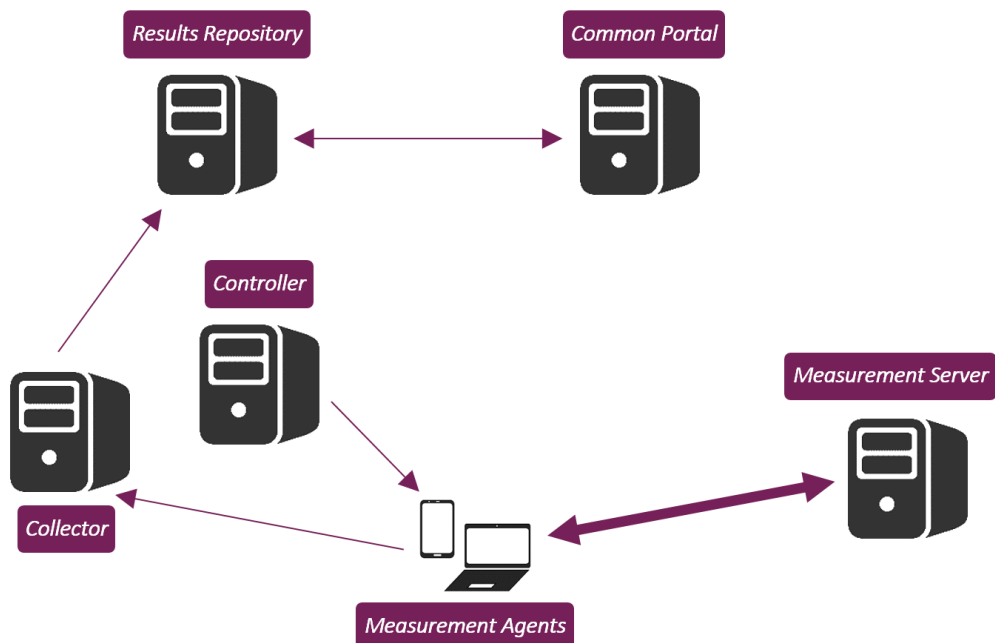 Results Repository
Common Portal
Controller
Measurement Server
Collector
Measurement Agents